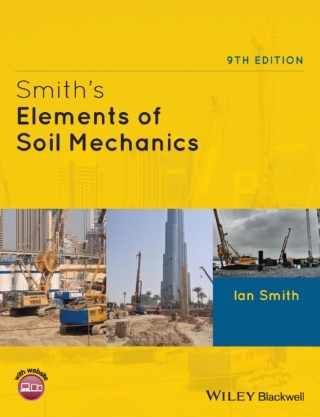 9TH EDITION
Smith's
Elements of
Soil Mechanics
Ian Smith
with website
WILEY Blackwell